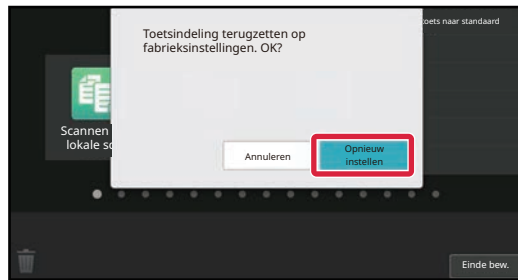 toets naar standaard
Toetsindeling terugzetten op
fabrieksinstellingen. OK?
Scannen
lokale sc
Annuleren
Opnieuw
instellen
Einde bew.